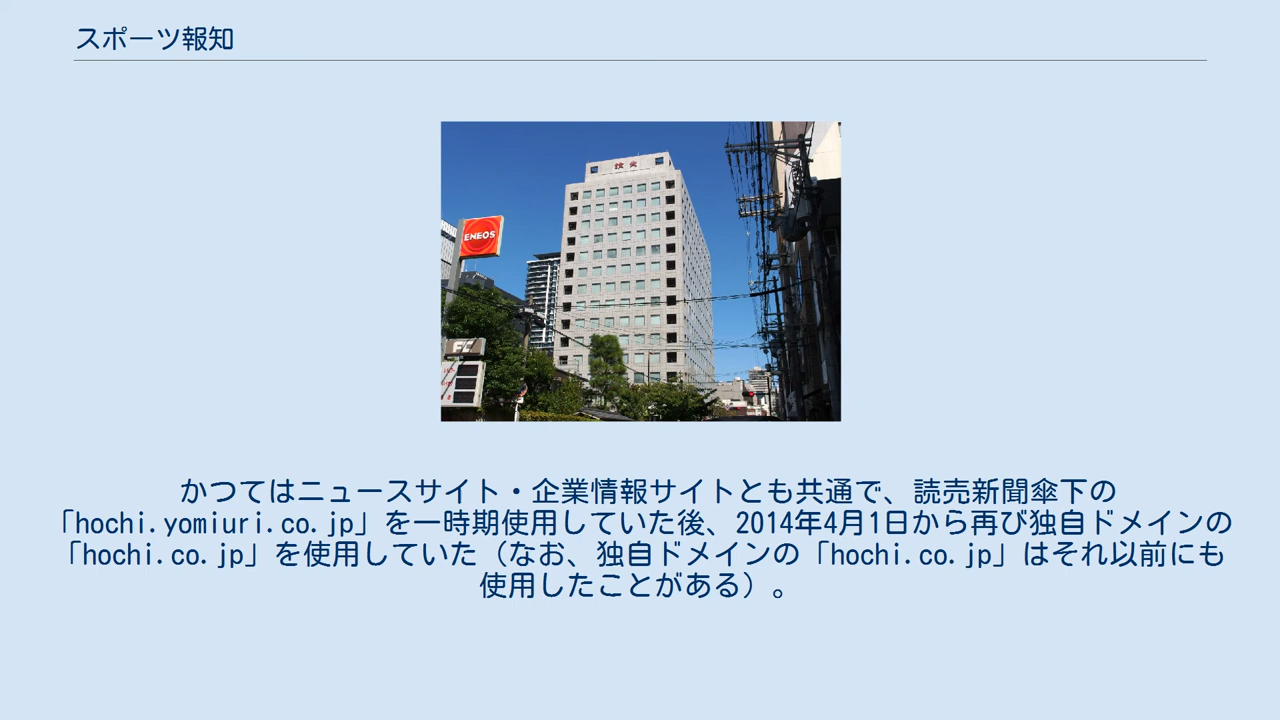 スポーツ報知
ENEOS
かつてはニュースサイト・企業情報サイトとも共通で、読売新聞傘下の
「hochi.yomiuri.co.jp」を一時期使用していた後、2014年4月1日から再び独自ドメインの
「hochi.co.jp」を使用していた（なお、独自ドメインの「hochi.co.jp」はそれ以前にも
使用したことがある）。